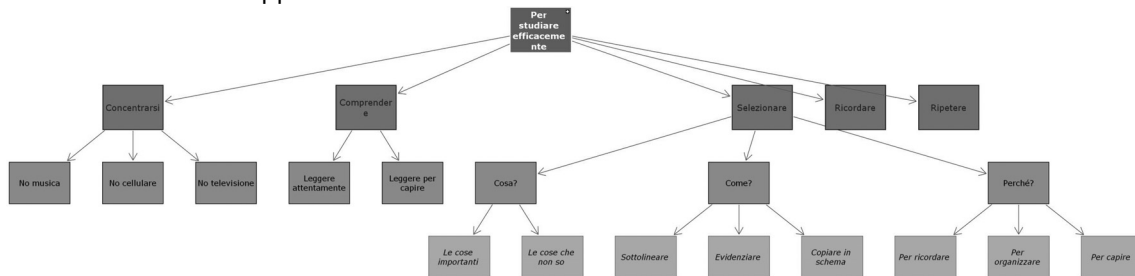 Per
studiare
efficaceme
nte
Concentrarsi
Comprender
e
Selezionare
Ricordare
Ripetere
No musica
No cellulare
No televisione
Leggere
attentamente
Leggere per
capire
Cosa?
Come?
Perché?
Le cose
importanti
Le cose che
non so
Sottolineare
Evidenziare
Copiare in
schema
Per ricordare
Per
organizzare
Per capire